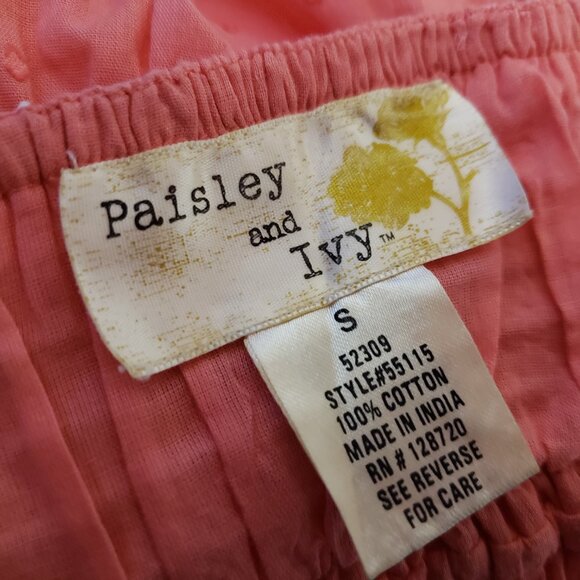 Paisley
and
Ivy™
S
52309
STYLE#55115
100% COTTON
MADE IN INDIA
RN # 128720
SEE REVERSE
FOR CARE